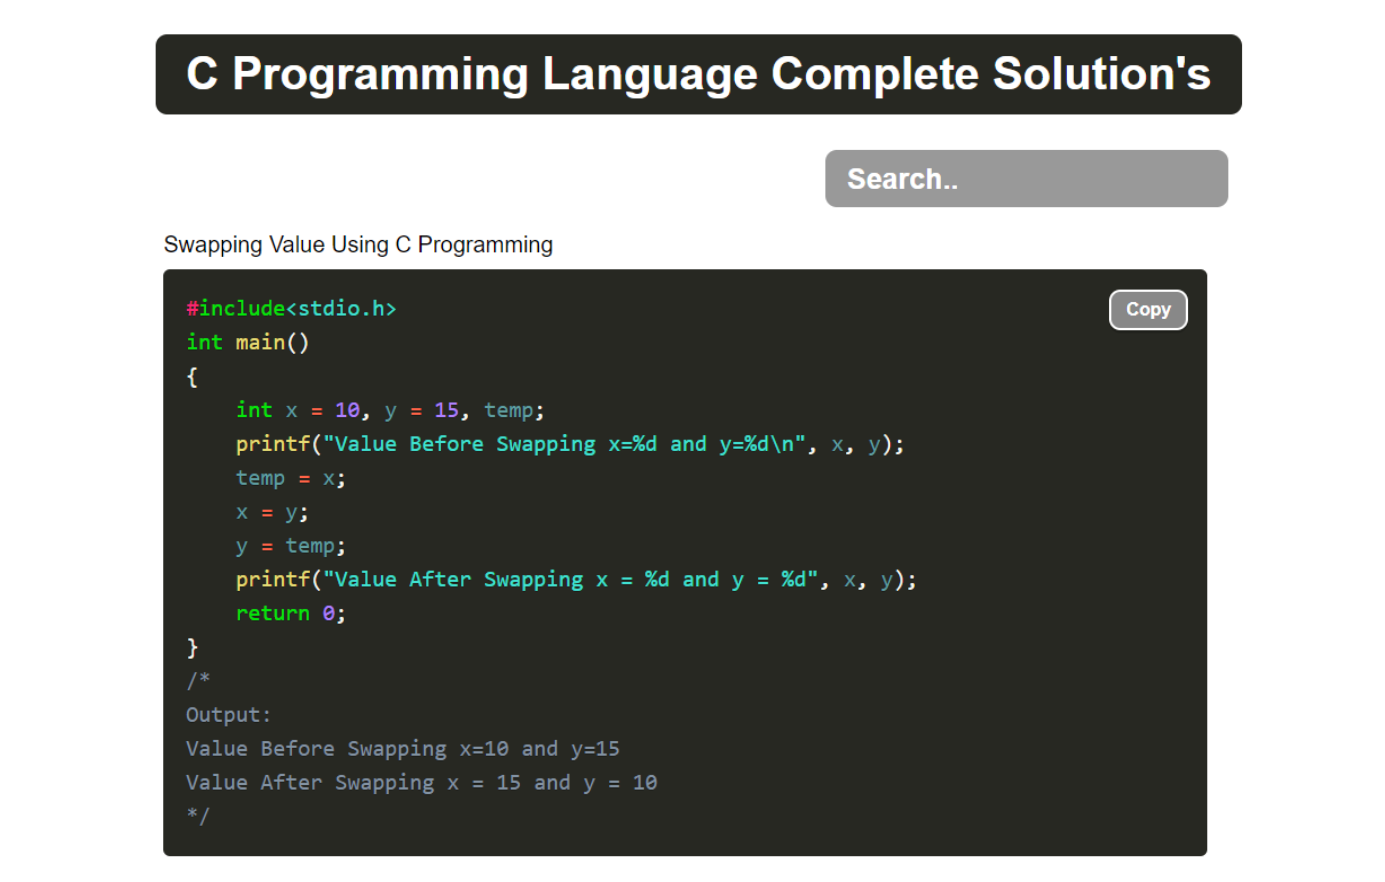 C Programming Language Complete Solution's
Search..
Swapping Value Using C Programming
#include<stdio.h>
Copy
int main()
{
    int x = 10, y = 15, temp;
    printf("Value Before Swapping x=%d and y=%d\n", x, y);
    temp = x;
    x = y;
    y = temp;
    printf("Value After Swapping x = %d and y = %d", x, y);
    return 0;
}
/*
Output:
Value Before Swapping x=10 and y=15
Value After Swapping x = 15 and y = 10
*/